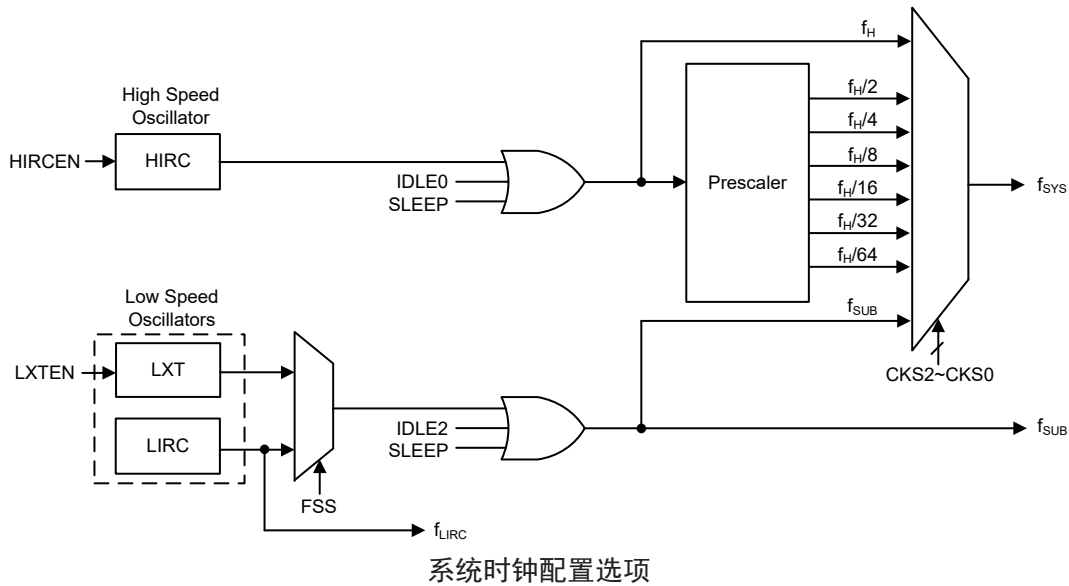 High Speed
Oscillator
HIRCEN
HIRC
IDLE0
SLEEP
Prescaler
fH
fH/2
fH/4
fH/8
fH/16
fH/32
fH/64
fSUB
fSYS
CKS2~CKS0
Low Speed
Oscillators
LXTEN
LXT
LIRC
FSS
IDLE2
SLEEP
fSUB
fLIRC
系统时钟配置选项